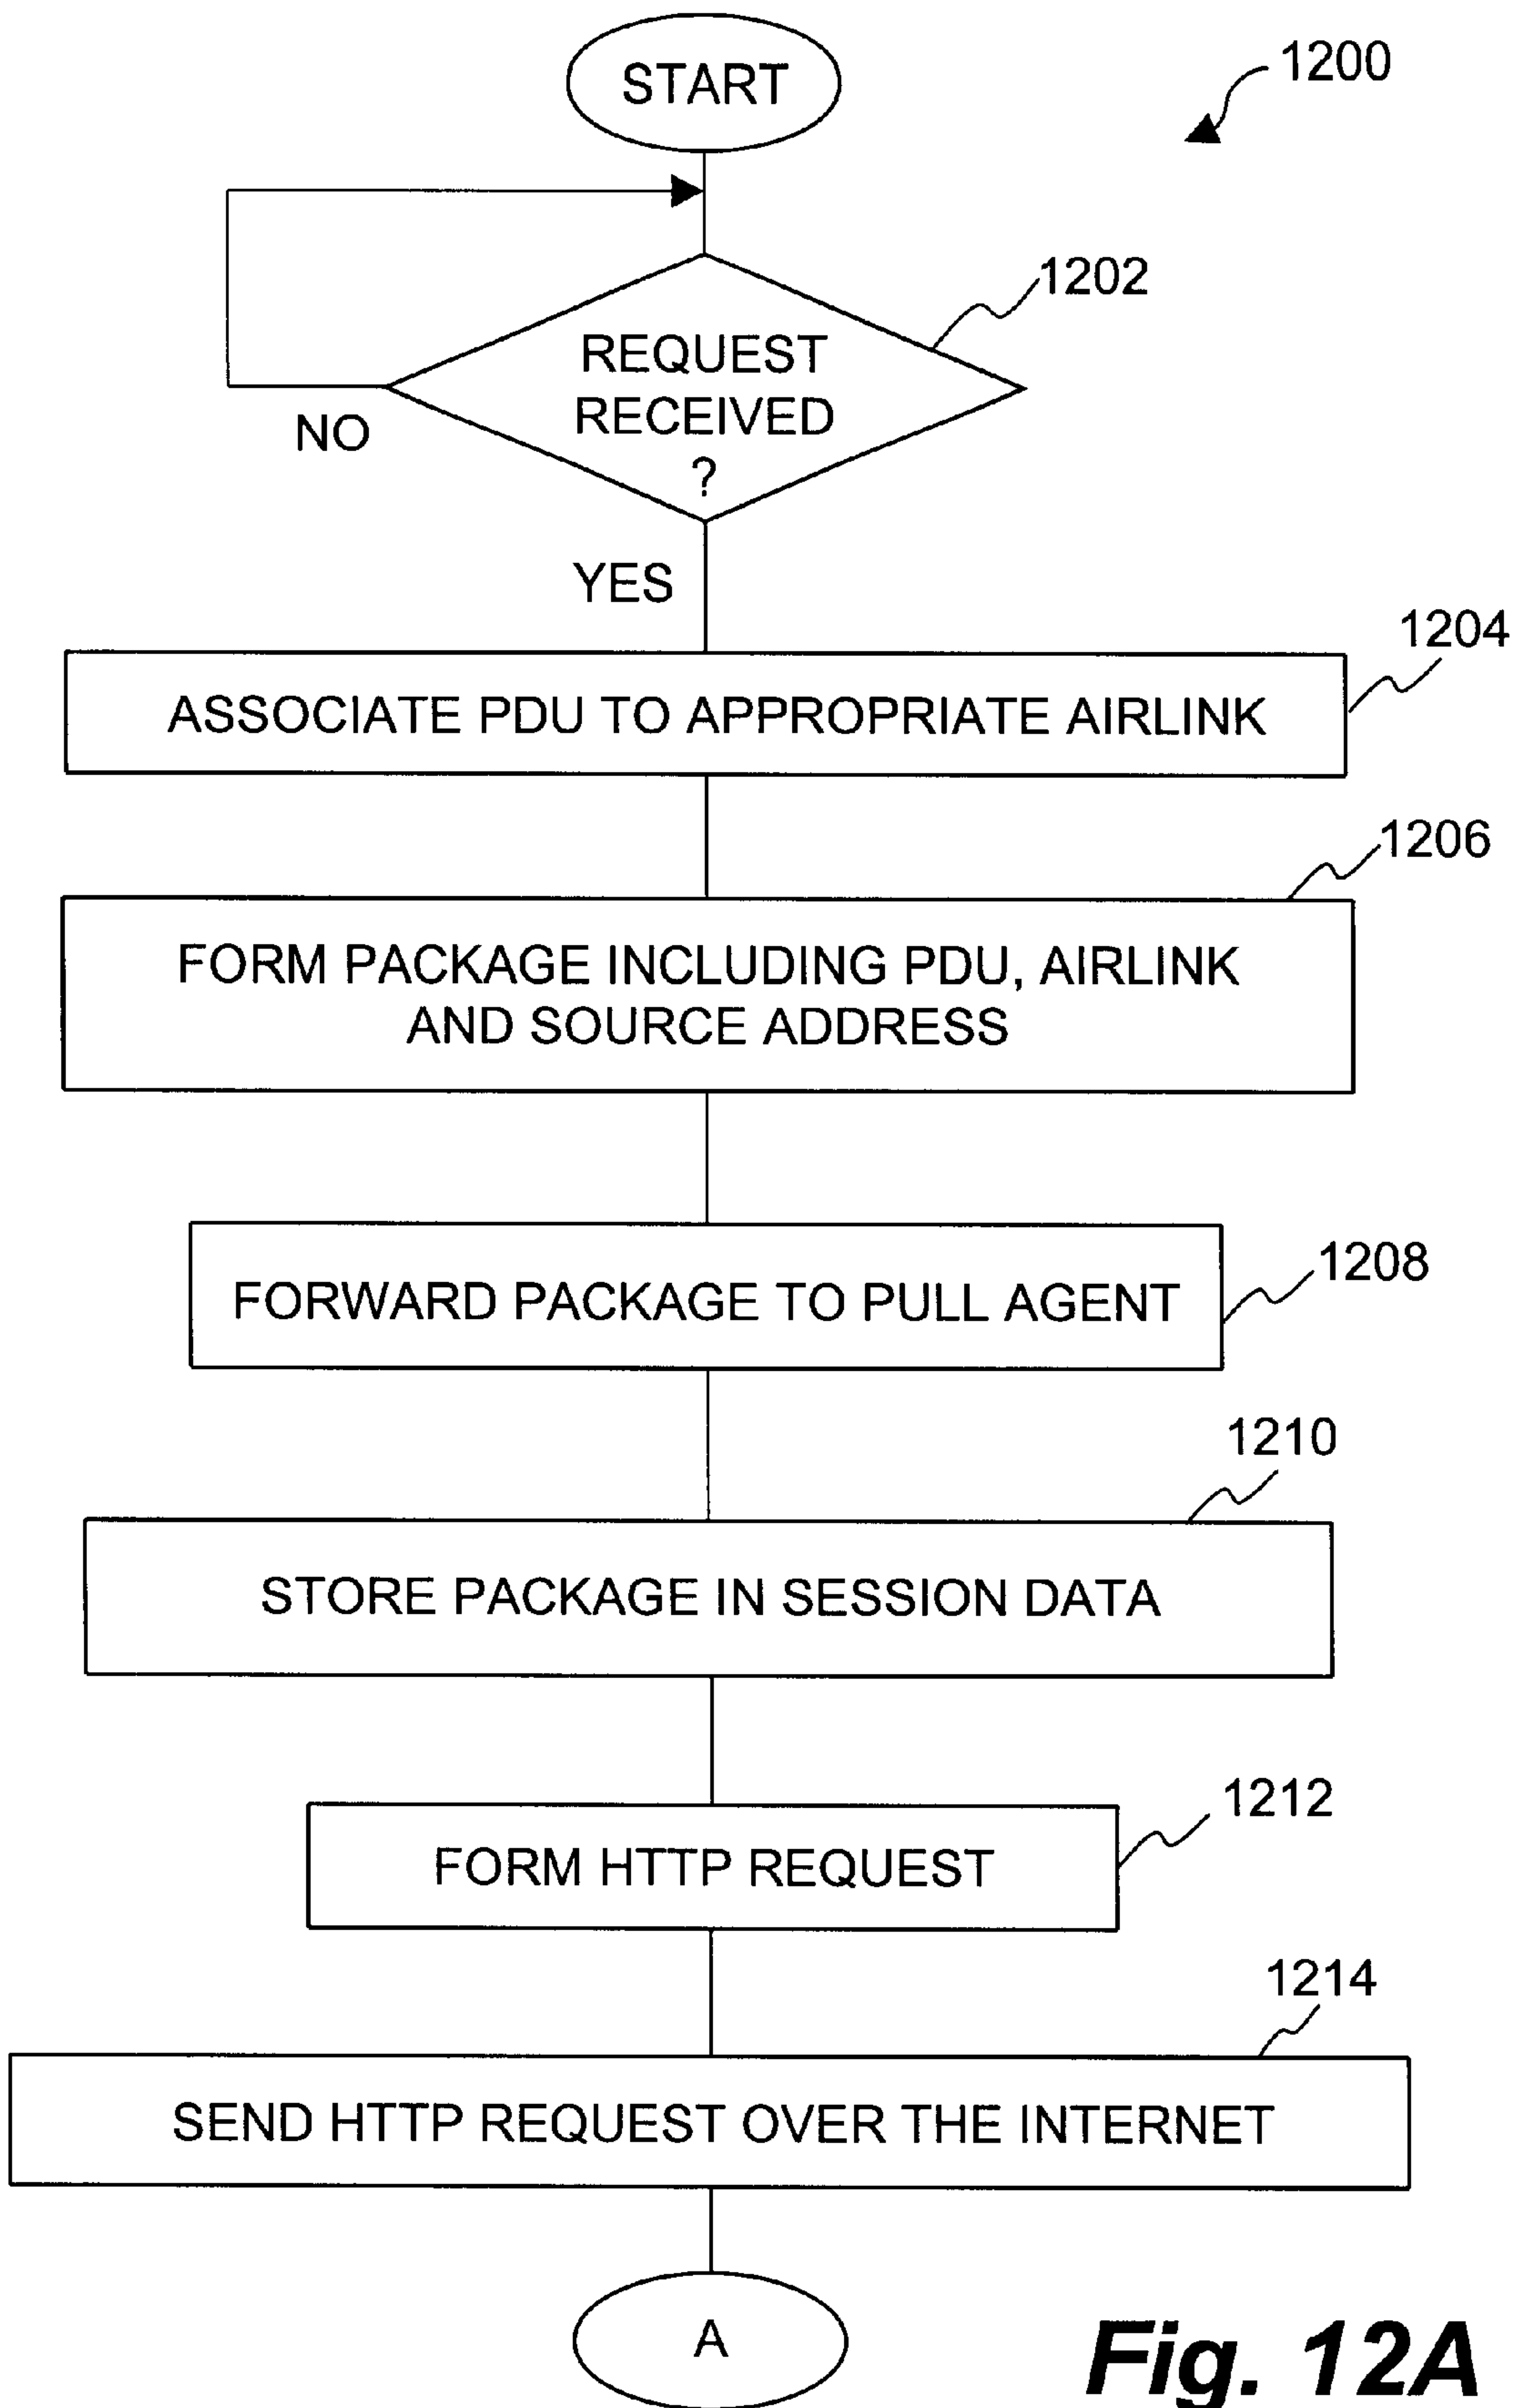 START
1200
1202
REQUEST
RECEIVED
?
NO
YES
1204
ASSOCIATE PDU TO APPROPRIATE AIRLINK
1206
FORM PACKAGE INCLUDING PDU, AIRLINK
AND SOURCE ADDRESS
1208
FORWARD PACKAGE TO PULL AGENT
1210
STORE PACKAGE IN SESSION DATA
1212
FORM HTTP REQUEST
1214
SEND HTTP REQUEST OVER THE INTERNET
A
Fig. 12A